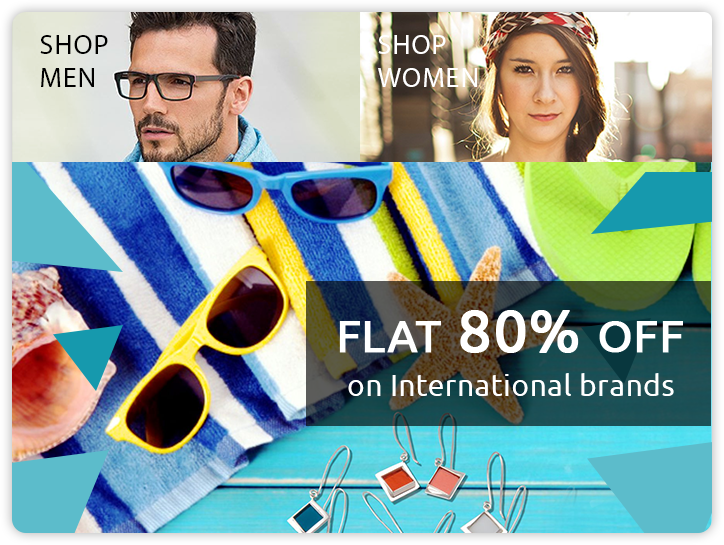 SHOP
MEN
SHOP
WOMEN
FLAT 80% OFF
on International brands